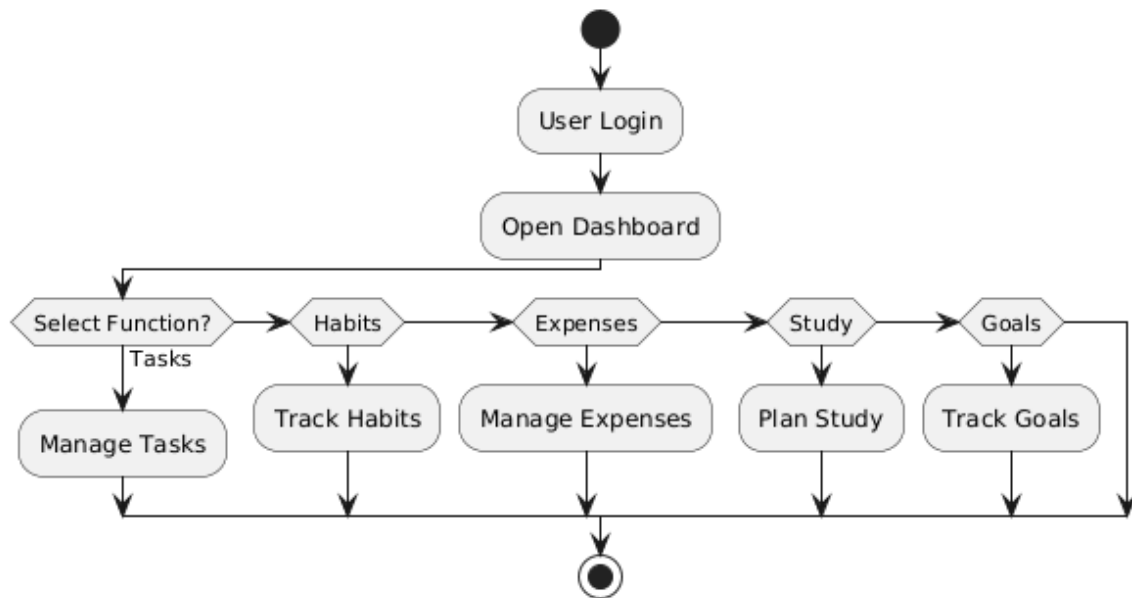 User Login
Open Dashboard
Select Function?
Habits
Expenses
Study
Goals
Tasks
Manage Tasks
Track Habits
Manage Expenses
Plan Study
Track Goals